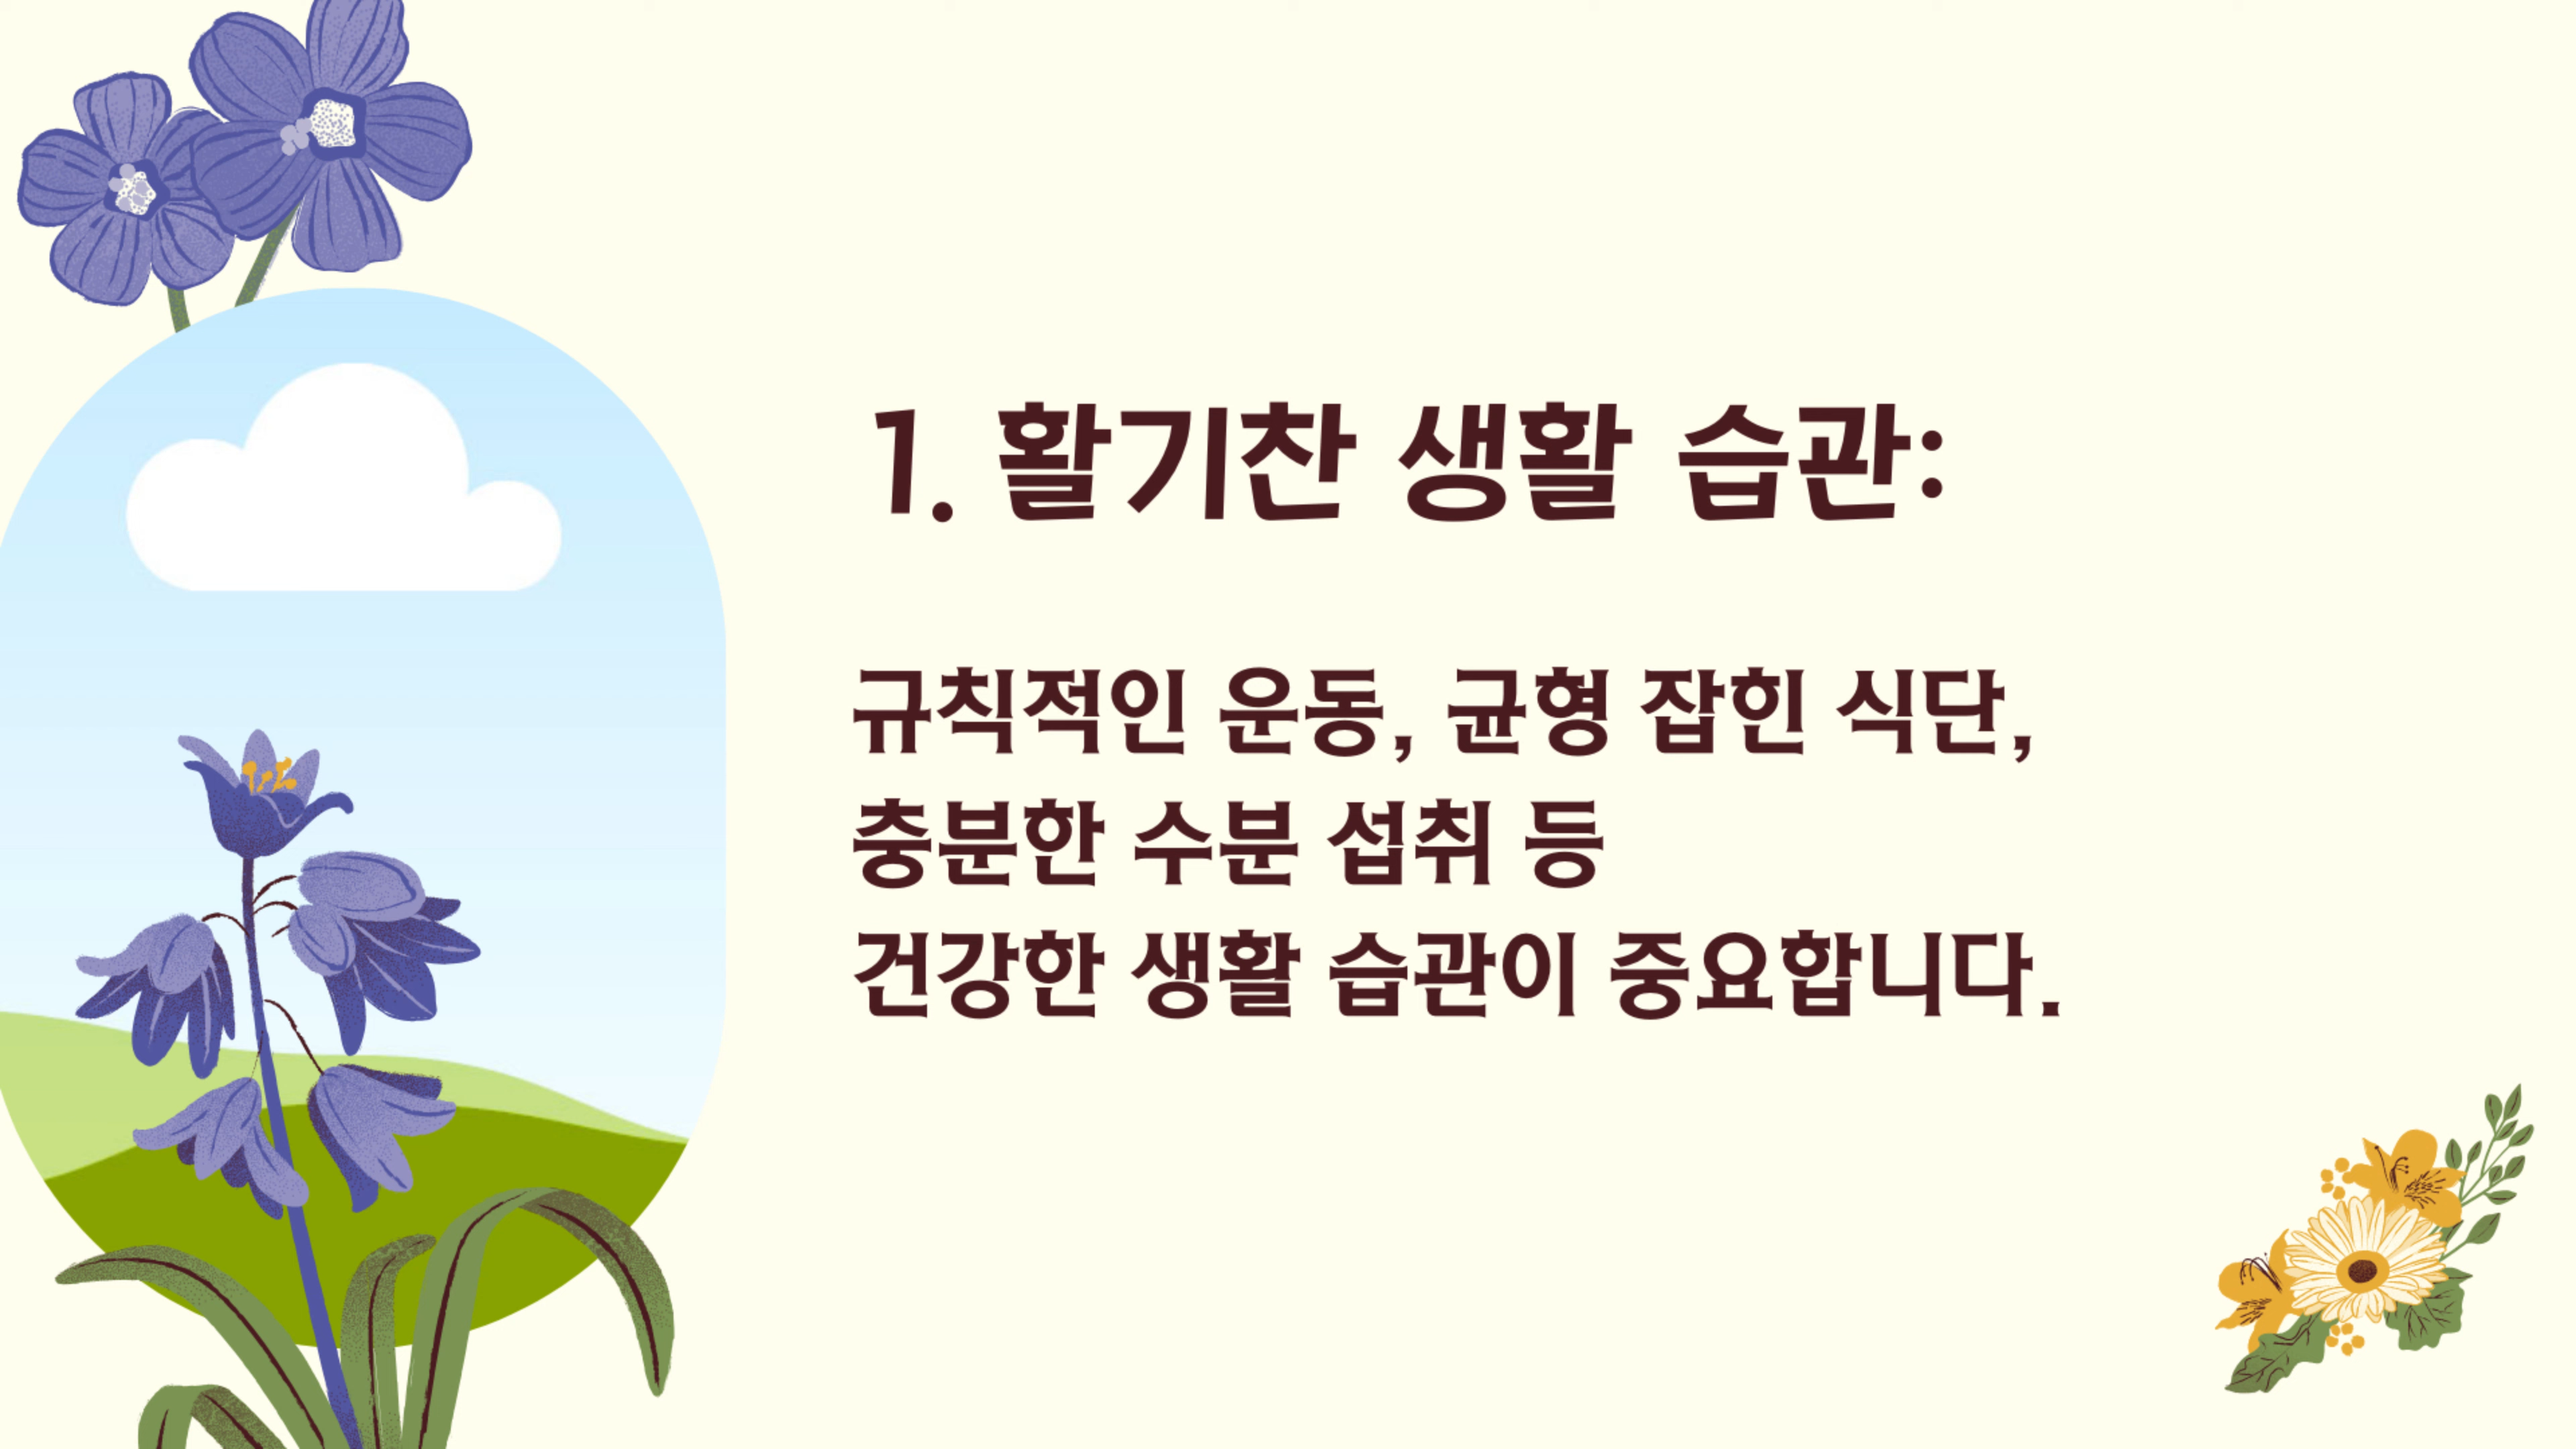 1. 활기찬 생활 습관:
규칙적인 운동, 균형 잡힌 식단,
충분한 수분 섭취 등
건강한 생활 습관이 중요합니다.